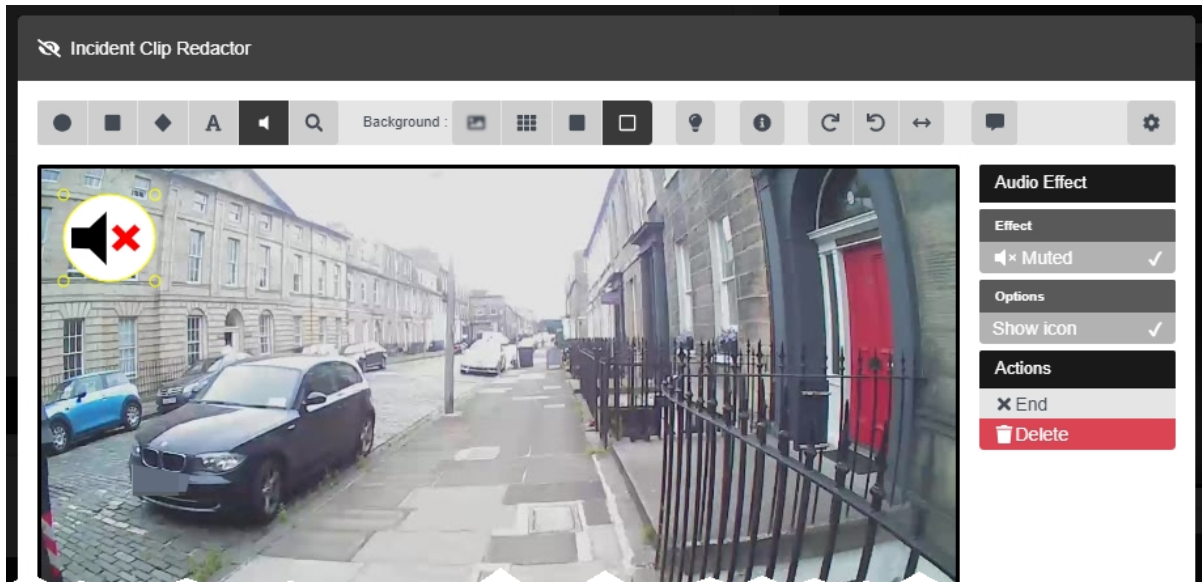 Incident Clip Redactor
A
Background :
Audio Effect
Effect
Muted
Options
Show icon
Actions
End
Delete